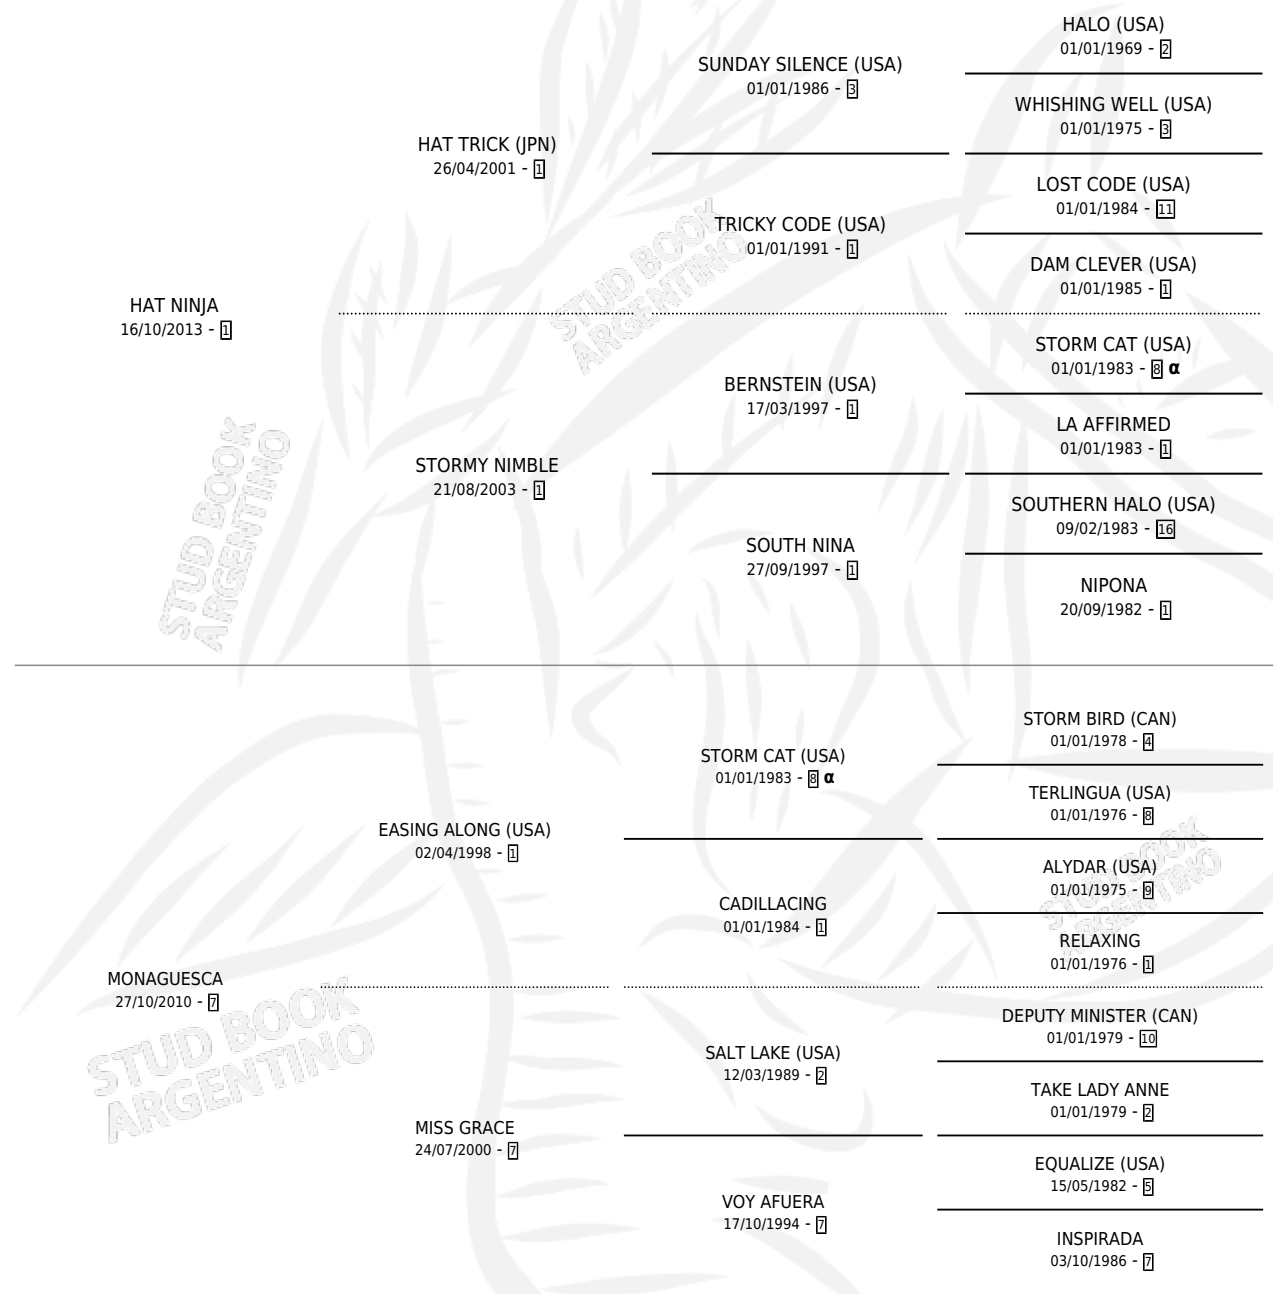 HALO (USA)
01/01/1969 - 2
SUNDAY SILENCE (USA)
01/01/1986 - 3
WHISHING WELL (USA)
01/01/1975 - 3
HAT TRICK (JPN)
26/04/2001 - 1
LOST CODE (USA)
01/01/1984 - 11
TRICKY CODE (USA)
01/01/1991 - 1
DAM CLEVER (USA)
01/01/1985 - 1
HAT NINJA
16/10/2013 - 1
STORM CAT (USA)
01/01/1983 - 8 α
BERNSTEIN (USA)
17/03/1997 - 1
LA AFFIRMED
01/01/1983 - 1
STORMY NIMBLE
21/08/2003 - 1
SOUTHERN HALO (USA)
09/02/1983 - 16
SOUTH NINA
27/09/1997 - 1
NIPONA
20/09/1982 - 1
STORM BIRD (CAN)
01/01/1978 - 4
STORM CAT (USA)
01/01/1983 - 8 α
TERLINGUA (USA)
01/01/1976 - 8
EASING ALONG (USA)
02/04/1998 - 1
ALYDAR (USA)
01/01/1975 - 9
CADILLACING
01/01/1984 - 1
RELAXING
01/01/1976 - 1
MONAGUESCA
27/10/2010 - 7
DEPUTY MINISTER (CAN)
01/01/1979 - 10
SALT LAKE (USA)
12/03/1989 - 2
TAKE LADY ANNE
01/01/1979 - 2
MISS GRACE
24/07/2000 - 7
EQUALIZE (USA)
15/05/1982 - 5
VOY AFUERA
17/10/1994 - 7
INSPIRADA
03/10/1986 - 7
STUD BOOK
ARGENTINO
STUD BOOK
ARGENTINO
STUD BOOK
ARGENTINO
STUD BOOK
ARGENTINO